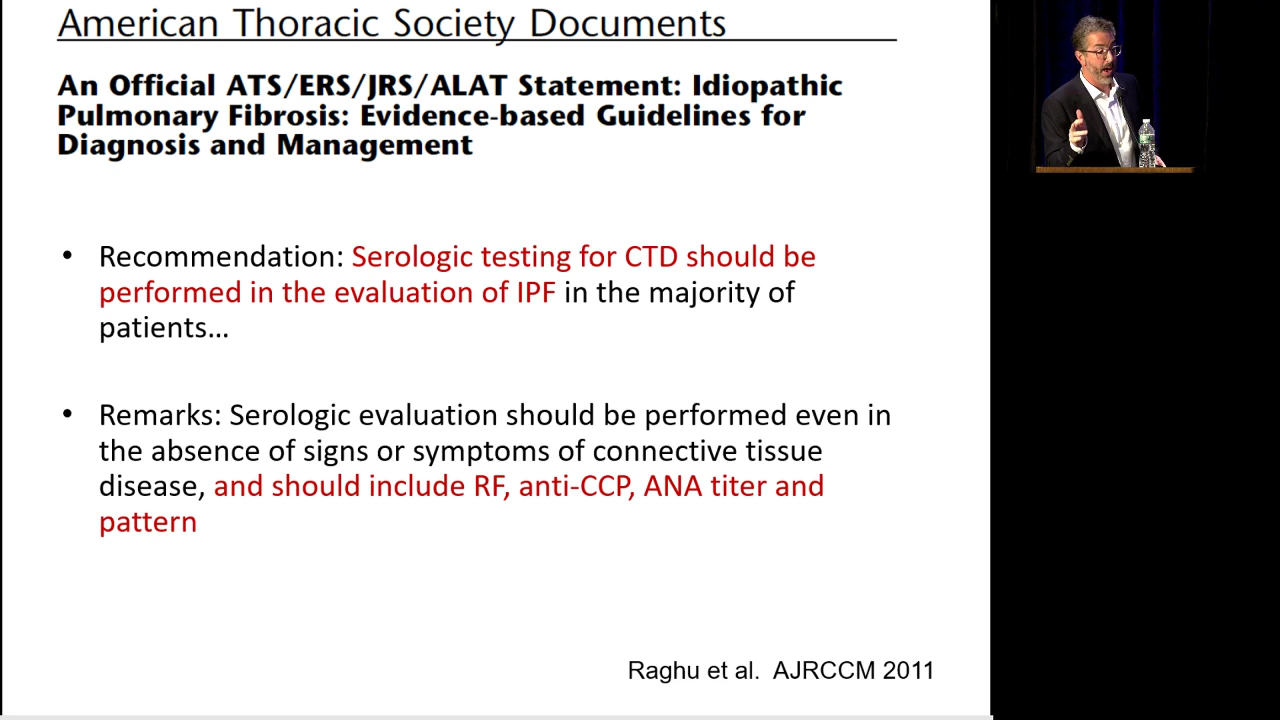 American Thoracic Society Documents
An Official ATS/ERS/JRS/ALAT Statement: Idiopathic
Pulmonary Fibrosis: Evidence-based Guidelines for
Diagnosis and Management
• Recommendation: Serologic testing for CTD should be
performed in the evaluation of IPF in the majority of
patients…
• Remarks: Serologic evaluation should be performed even in
the absence of signs or symptoms of connective tissue
disease, and should include RF, anti-CCP, ANA titer and
pattern
Raghu et al. AJRCCM 2011